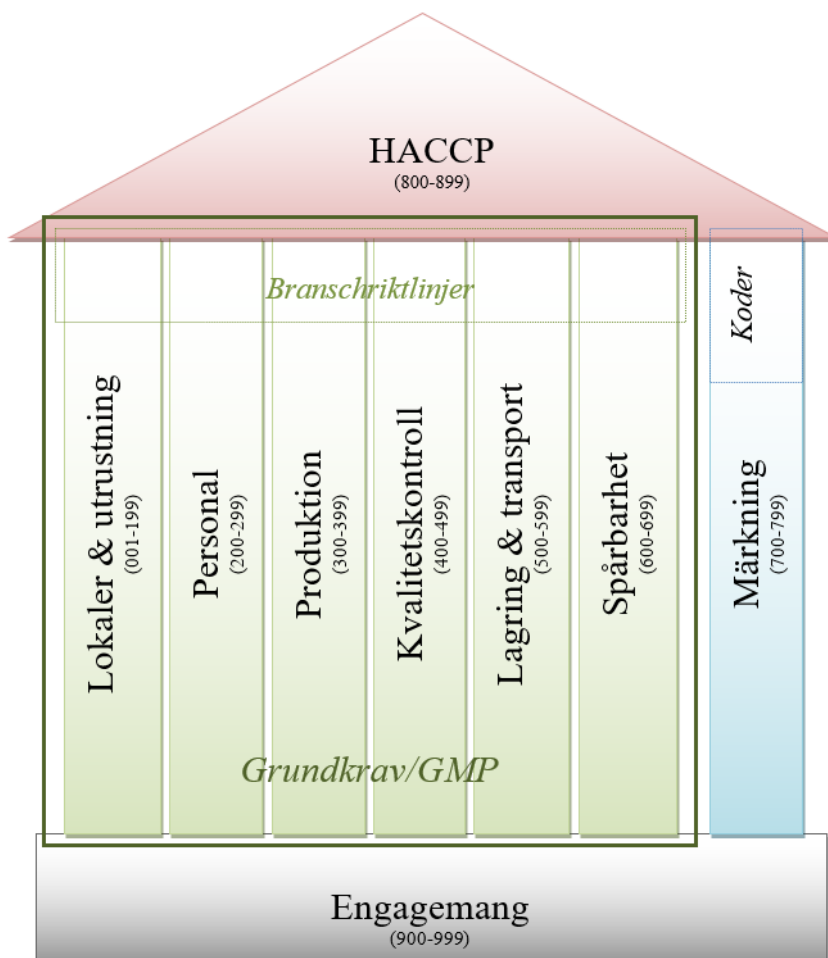 HACCP
(800-899)
Branschriktlinjer
Koder
Lokaler & utrustning
(001-199)
Personal
(200-299)
Produktion
(300-399)
Kvalitetskontroll
(400-499)
Lagring & transport
(500-599)
Spårbarhet
(600-699)
Märkning
(700-799)
Grundkrav/GMP
Engagemang
(900-999)